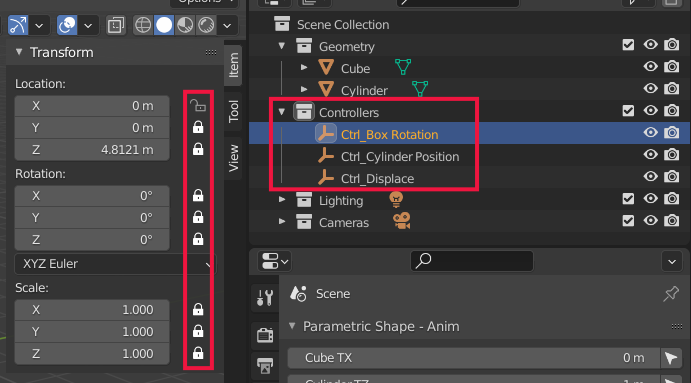 Options
Transform
Location:
X 0 m
Y 0 m
Z 4.8121 m
Rotation:
X 0°
Y 0°
Z 0°
XYZ Euler
Scale:
X 1.000
Y 1.000
Z 1.000
Item
Tool
View
Scene Collection
Geometry
Cube
Cylinder
Controllers
Ctrl_Box Rotation
Ctrl_Cylinder Position
Ctrl_Displace
Lighting
Cameras
Scene
Parametric Shape - Anim
Cube TX 0 m
Cylinder TZ